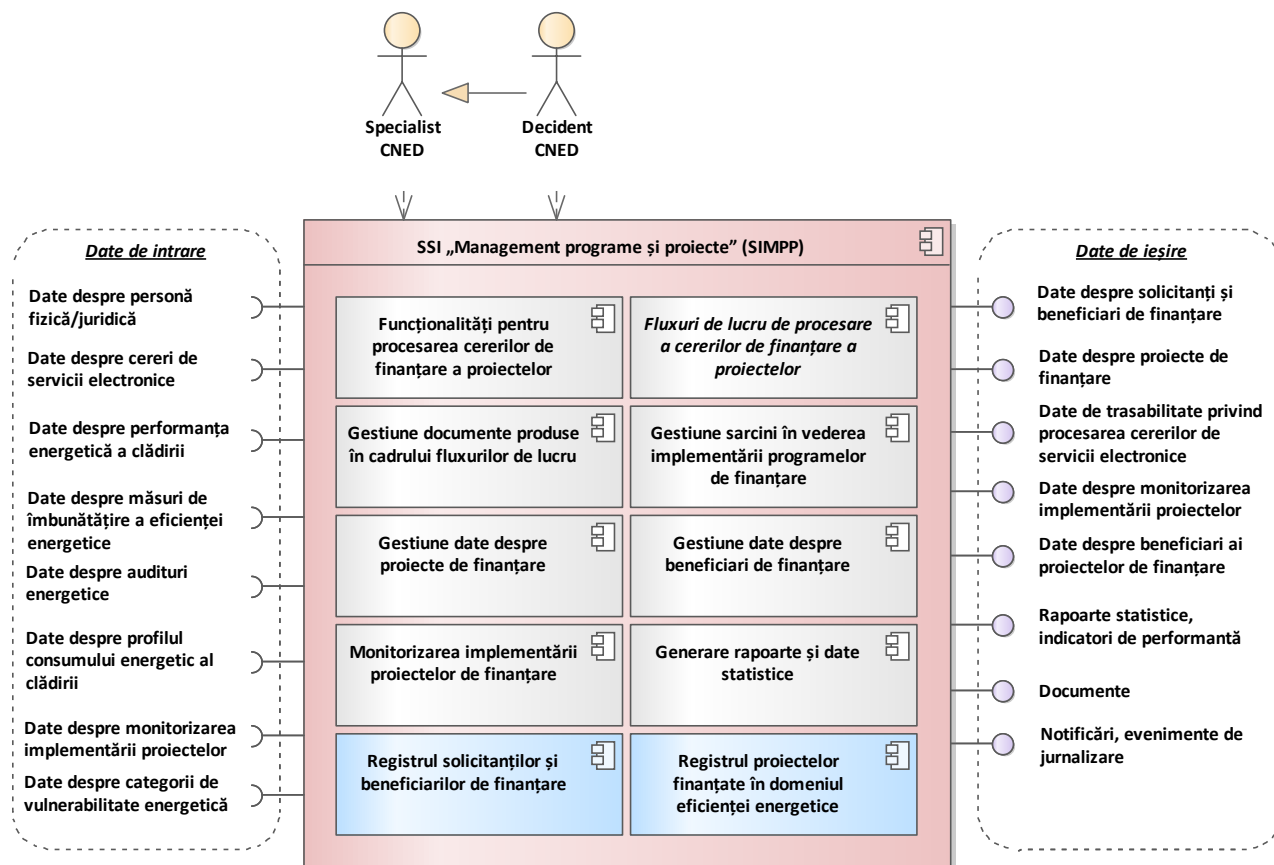 Specialist
CNED
Decident
CNED
Date de intrare
Date despre personă
fizică/juridică
Date despre cereri de
servicii electronice
Date despre performanța
energetică a clădirii
Date despre măsuri de
îmbunătățire a eficienței
energetice
Date despre audituri
energetice
Date despre profilul
consumului energetic al
clădirii
Date despre monitorizarea
implementării proiectelor
Date despre categorii de
vulnerabilitate energetică
SSI „Management programe și proiecte” (SIMPP)
Funcționalități pentru
procesarea cererilor de
finanțare a proiectelor
Fluxuri de lucru de procesare
a cererilor de finanțare a
proiectelor
Gestiune documente produse
în cadrului fluxurilor de lucru
Gestiune sarcini în vederea
implementării programelor
de finanțare
Gestiune date despre
proiecte de finanțare
Gestiune date despre
beneficiari de finanțare
Monitorizarea implementării
proiectelor de finanțare
Generare rapoarte și date
statistice
Registrul solicitanților și
beneficiarilor de finanțare
Registrul proiectelor
finanțate în domeniul
eficienței energetice
Date de ieșire
Date despre solicitanți și
beneficiari de finanțare
Date despre proiecte de
finanțare
Date de trasabilitate privind
procesarea cererilor de
servicii electronice
Date despre monitorizarea
implementării proiectelor
Date despre beneficiari ai
proiectelor de finanțare
Rapoarte statistice,
indicatori de performantă
Documente
Notificări, evenimente de
jurnalizare